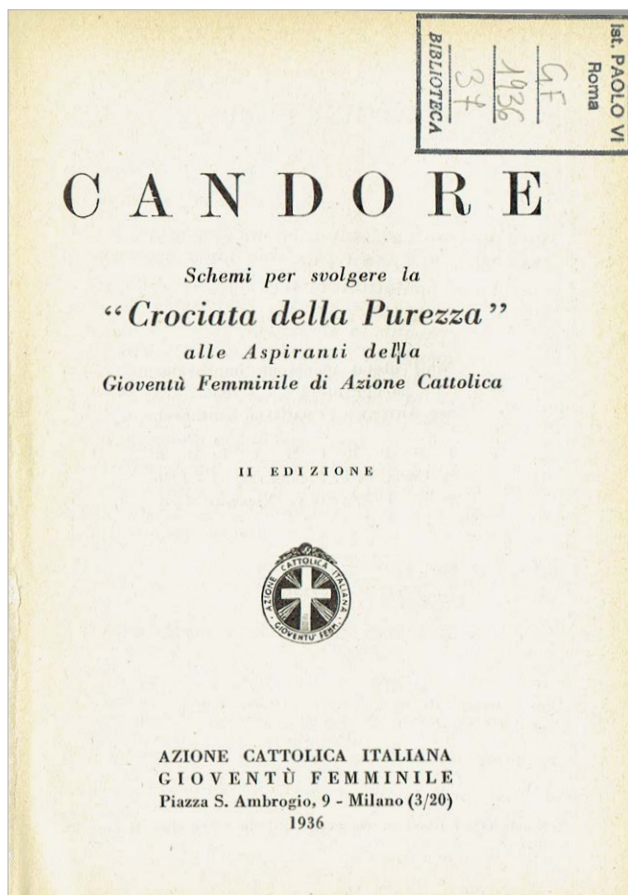 Ist. PAOLO VI
Roma
GF
1936
37
BIBLIOTECA
CANDORE
Schemi per svolgere la
“Crociata della Purezza”
alle Aspiranti della
Gioventù Femminile di Azione Cattolica
II EDIZIONE
AZIONE CATTOLICA ITALIANA
GIOVENTU' FEMM.
AZIONE CATTOLICA ITALIANA
GIOVENTÙ FEMMINILE
Piazza S. Ambrogio, 9 - Milano (3/20)
1936